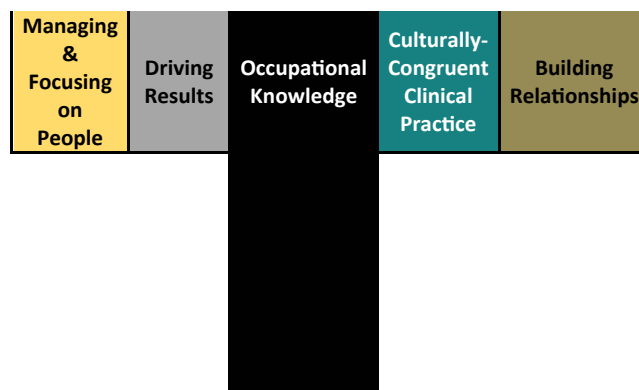 Managing
&
Focusing
on
People
Driving
Results
Occupational
Knowledge
Culturally-
Congruent
Clinical
Practice
Building
Relationships